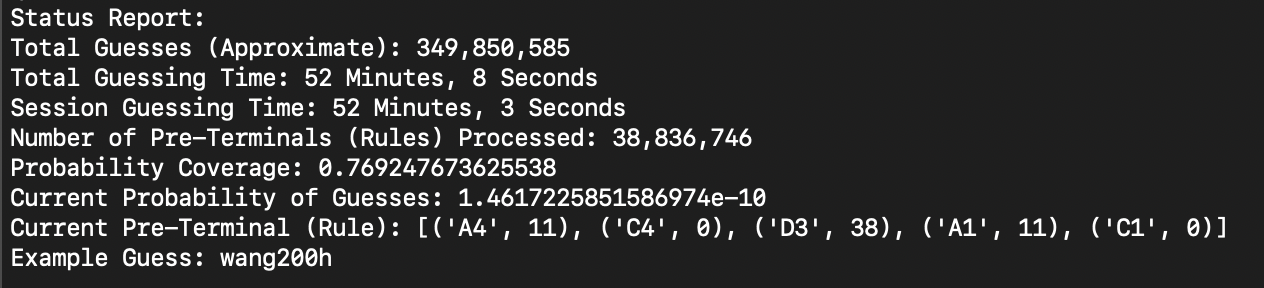 Status Report:
Total Guesses (Approximate): 349,850,585
Total Guessing Time: 52 Minutes, 8 Seconds
Session Guessing Time: 52 Minutes, 3 Seconds
Number of Pre-Terminals (Rules) Processed: 38,836,746
Probability Coverage: 0.769247673625538
Current Probability of Guesses: 1.4617225851586974e-10
Current Pre-Terminal (Rule): [('A4', 11), ('C4', 0), ('D3', 38), ('A1', 11), ('C1', 0)]
Example Guess: wang200h